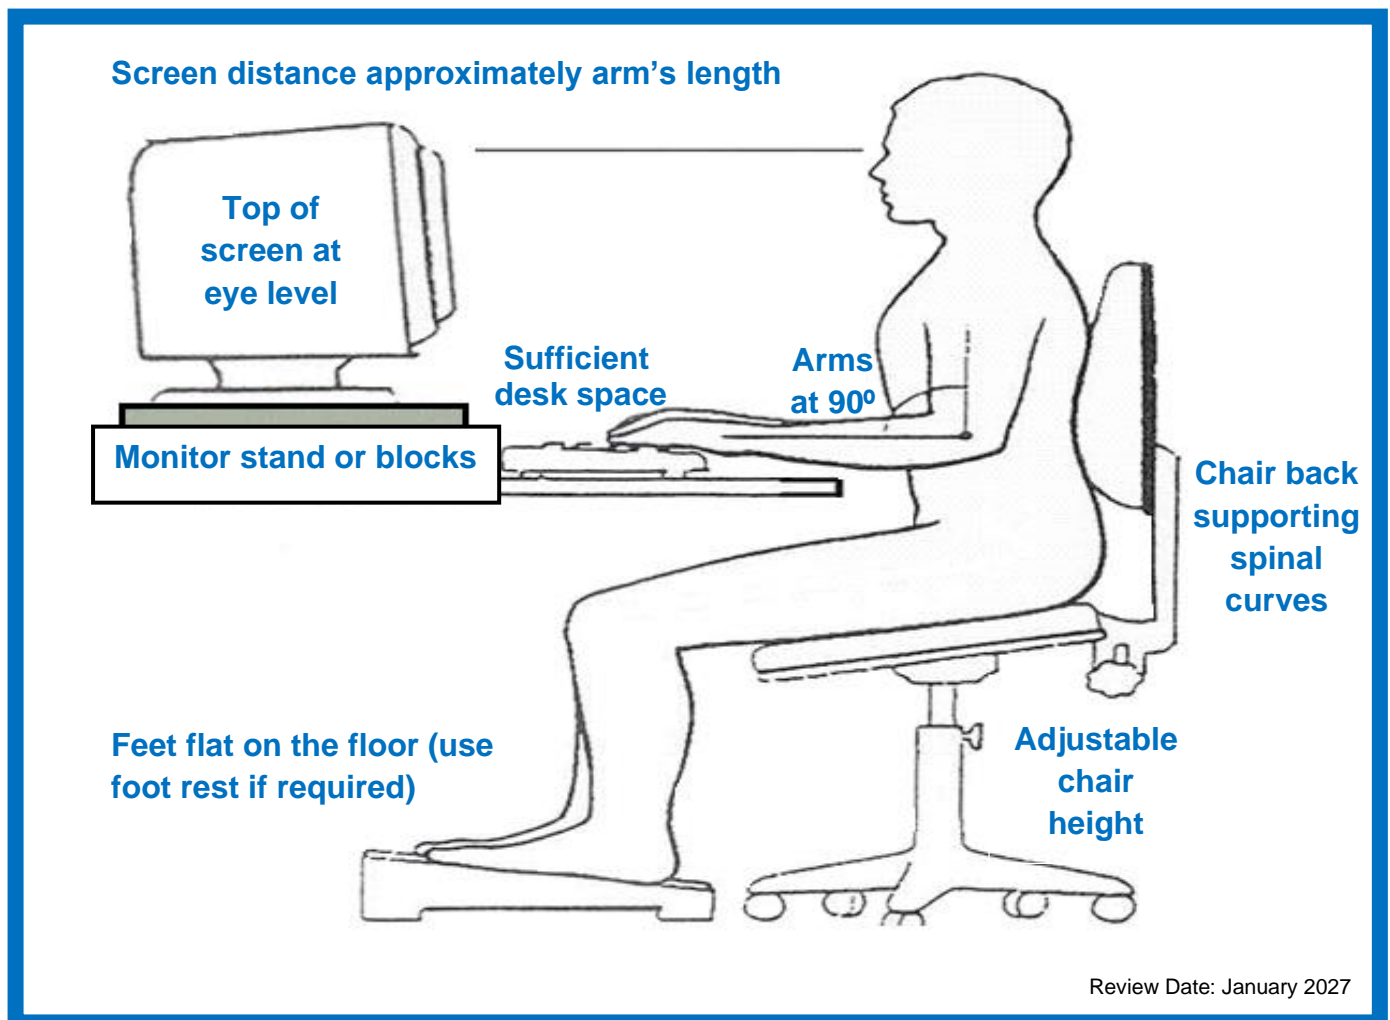 Screen distance approximately arm’s length
Top of
screen at
eye level
Sufficient
desk space
Arms
at 90º
Monitor stand or blocks
Chair back
supporting
spinal
curves
Feet flat on the floor (use
foot rest if required)
Adjustable
chair
height
Review Date: January 2027